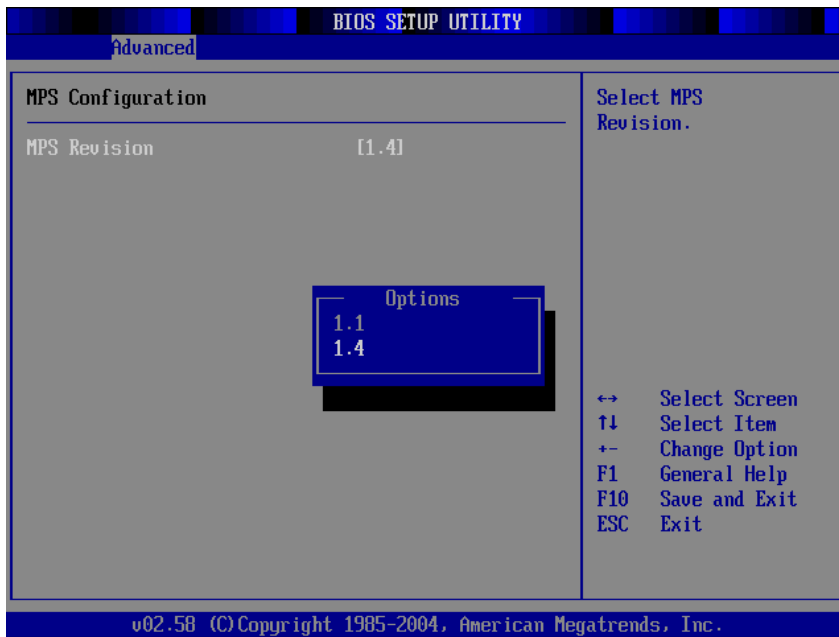 BIOS SETUP UTILITY
Advanced
MPS Configuration
MPS Revision [1.4]
Options
1.1
1.4
Select MPS
Revision.
←→ Select Screen
↑↓ Select Item
+- Change Option
F1 General Help
F10 Save and Exit
ESC Exit
v02.58 (C)Copyright 1985-2004, American Megatrends, Inc.